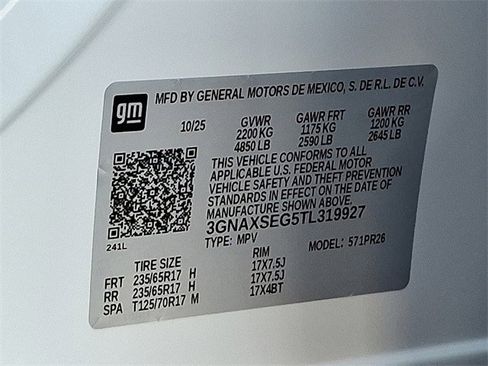 gm
MFD BY GENERAL MOTORS DE MEXICO, S. DE R.L. DE C.V.
10/25 GVWR GAWR FRT GAWR RR
2200 KG 1175 KG 1200 KG
4850 LB 2590 LB 2645 LB
THIS VEHICLE CONFORMS TO ALL
APPLICABLE U.S. FEDERAL MOTOR
VEHICLE SAFETY AND THEFT PREVENTION
STANDARDS IN EFFECT ON THE DATE OF
MANUFACTURE SHOWN ABOVE.
3GNAXSEG5TL319927
241L
TYPE: MPV MODEL: 571PR26
TIRE SIZE RIM
FRT 235/65R17 H 17X7.5J
RR 235/65R17 H 17X7.5J
SPA T125/70R17 M 17X4BT